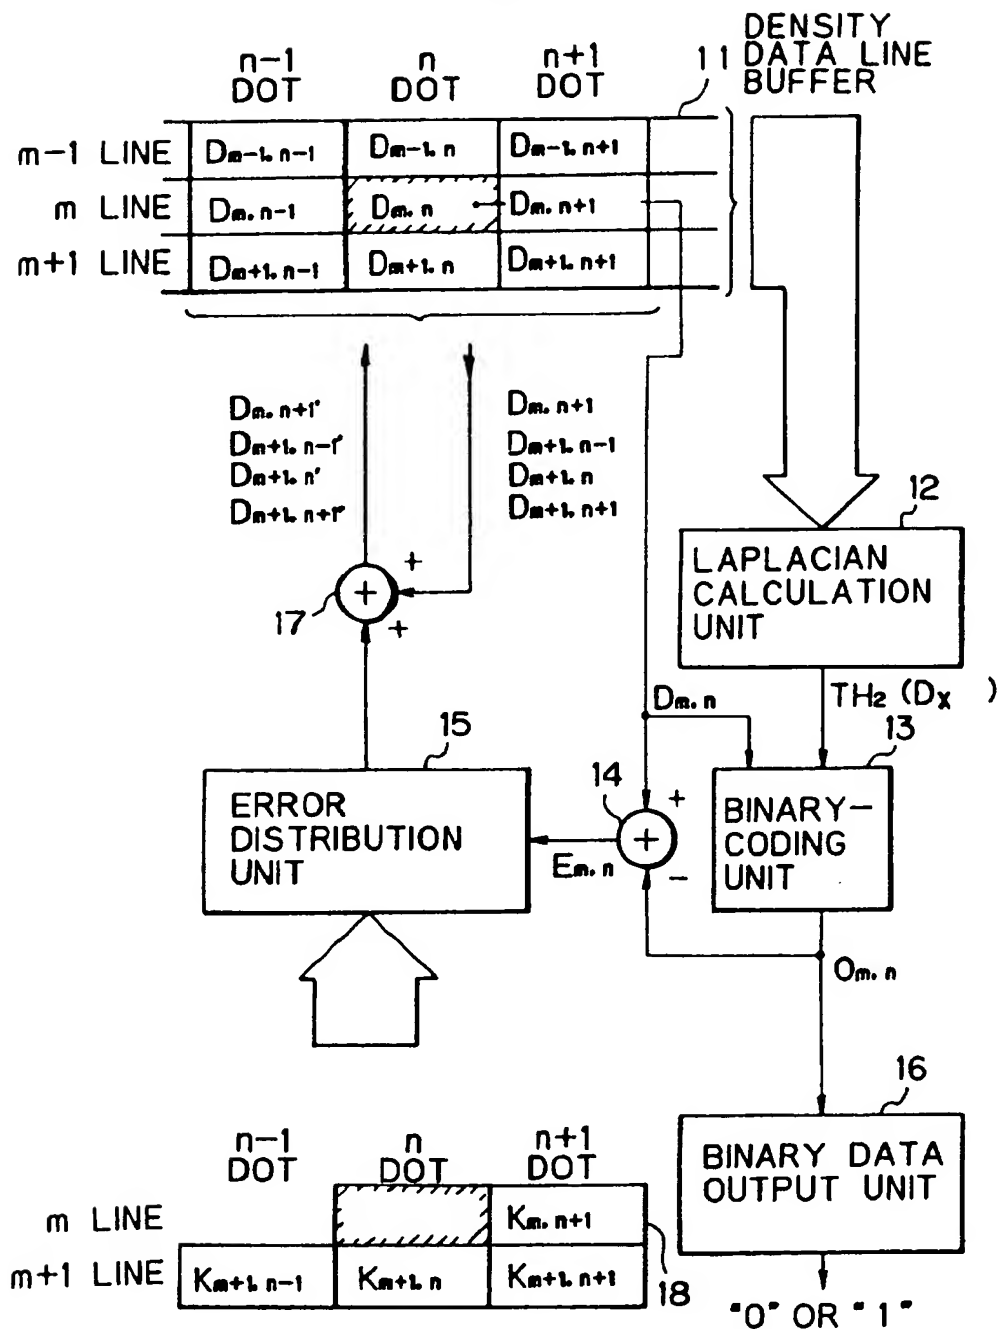 DENSITY
DATA LINE
BUFFER
11
n-1
DOT
n
DOT
n+1
DOT
m-1 LINE
Dm-1.n-1
Dm-1.n
Dm-1.n+1
m LINE
Dm.n-1
Dm.n
Dm.n+1
m+1 LINE
Dm+1.n-1
Dm+1.n
Dm+1.n+1
Dm.n+1'
Dm+1.n-1'
Dm+1.n'
Dm+1.n+1'
Dm.n+1
Dm+1.n-1
Dm+1.n
Dm+1.n+1
17
+
+
+
12
LAPLACIAN
CALCULATION
UNIT
TH2 (Dx )
Dm.n
13
BINARY-
CODING
UNIT
14
+
+
-
Em.n
15
ERROR
DISTRIBUTION
UNIT
Om.n
16
BINARY DATA
OUTPUT UNIT
"0" OR "1"
n-1
DOT
n
DOT
n+1
DOT
m LINE
Km.n+1
m+1 LINE
Km+1.n-1
Km+1.n
Km+1.n+1
18